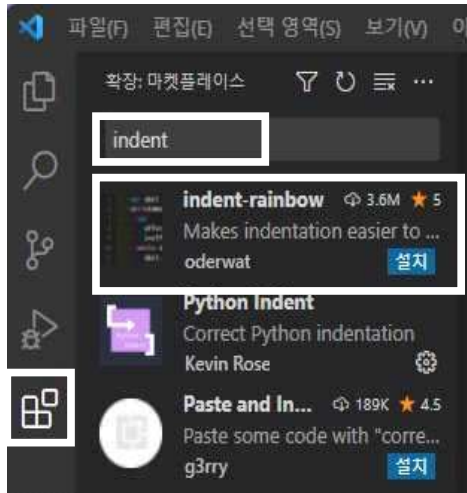 파일(F) 편집(E) 선택 영역(S) 보기(V)
확장: 마켓플레이스
indent
indent-rainbow 3.6M 5
Makes indentation easier to ...
oderwat 설치
Python Indent
Correct Python indentation
Kevin Rose
Paste and In... 189K 4.5
Paste some code with "corre...
g3rry 설치